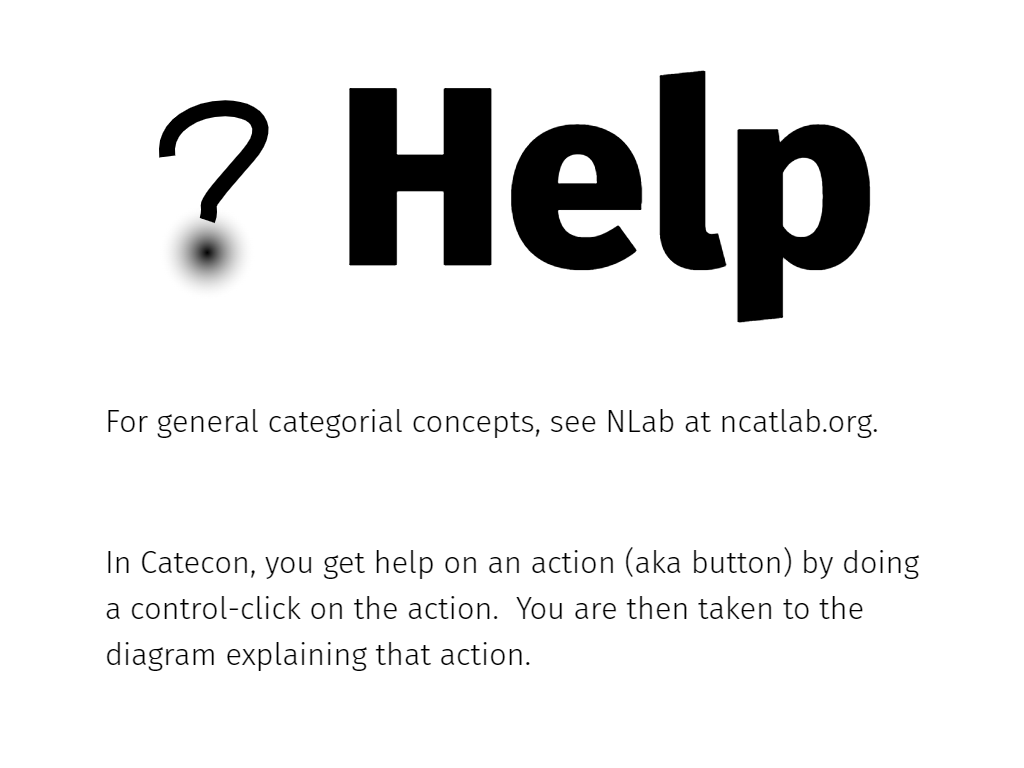 ? Help
For general categorial concepts, see NLab at ncatlab.org.
In Catecon, you get help on an action (aka button) by doing
a control-click on the action.  You are then taken to the
diagram explaining that action.